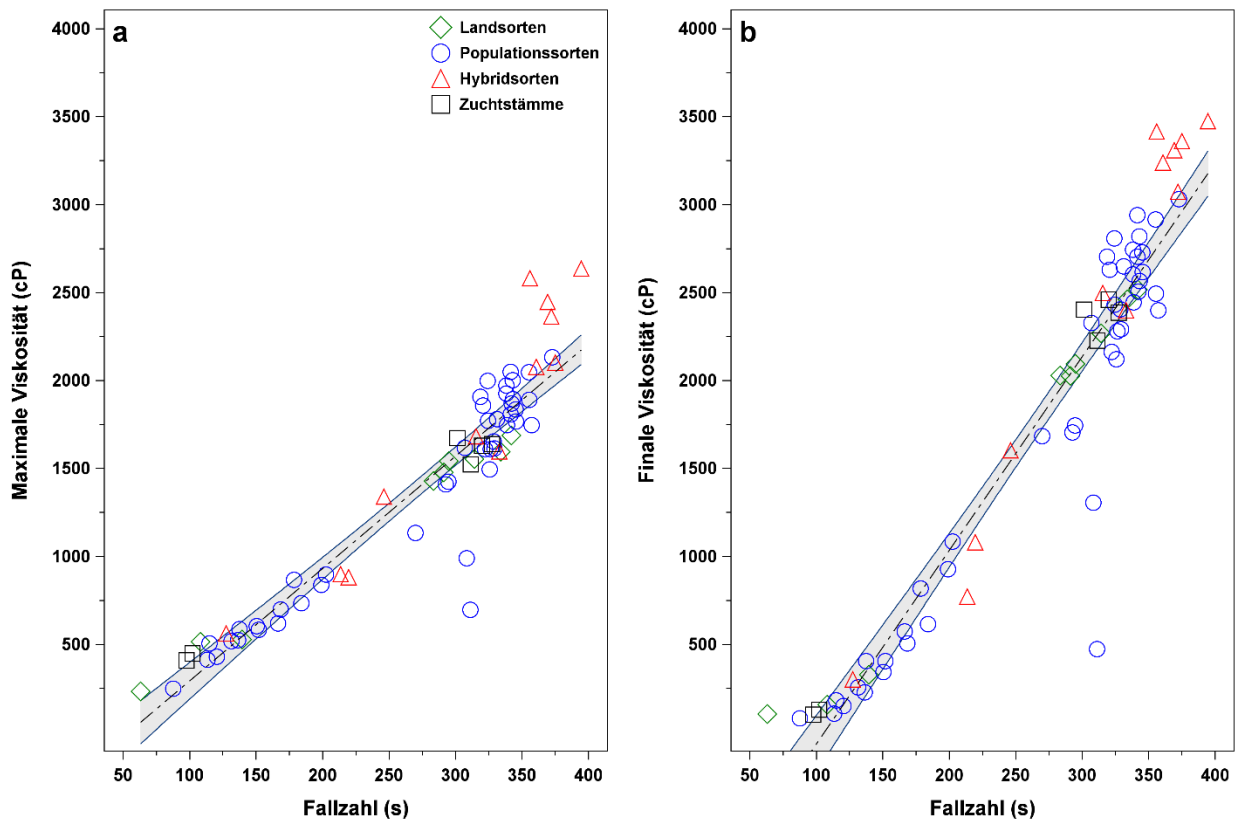 a
Landsorten
Populationssorten
Hybridsorten
Zuchtstämme
Maximale Viskosität (cP)
4000
3500
3000
2500
2000
1500
1000
500
50 100 150 200 250 300 350 400
Fallzahl (s)
b
Finale Viskosität (cP)
4000
3500
3000
2500
2000
1500
1000
500
50 100 150 200 250 300 350 400
Fallzahl (s)